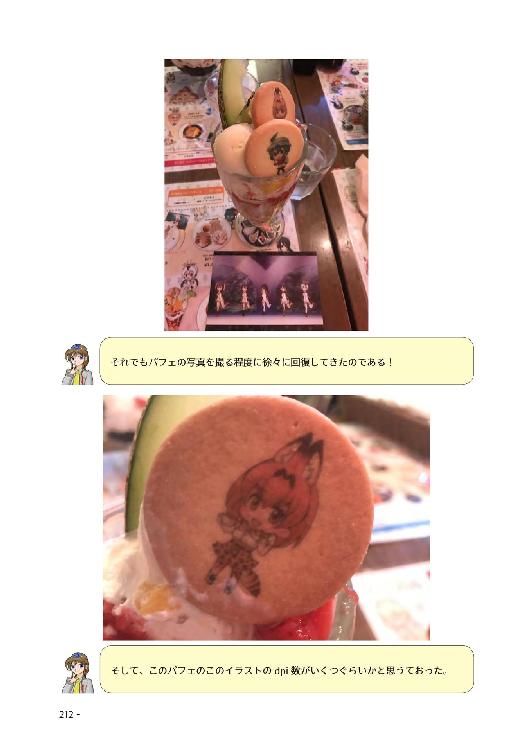 それでもパフェの写真を撮る程度に徐々に回復してきたのである！
そして、このパフェのこのイラストの dpi 数がいくつぐらいかと思うておった。
212 -